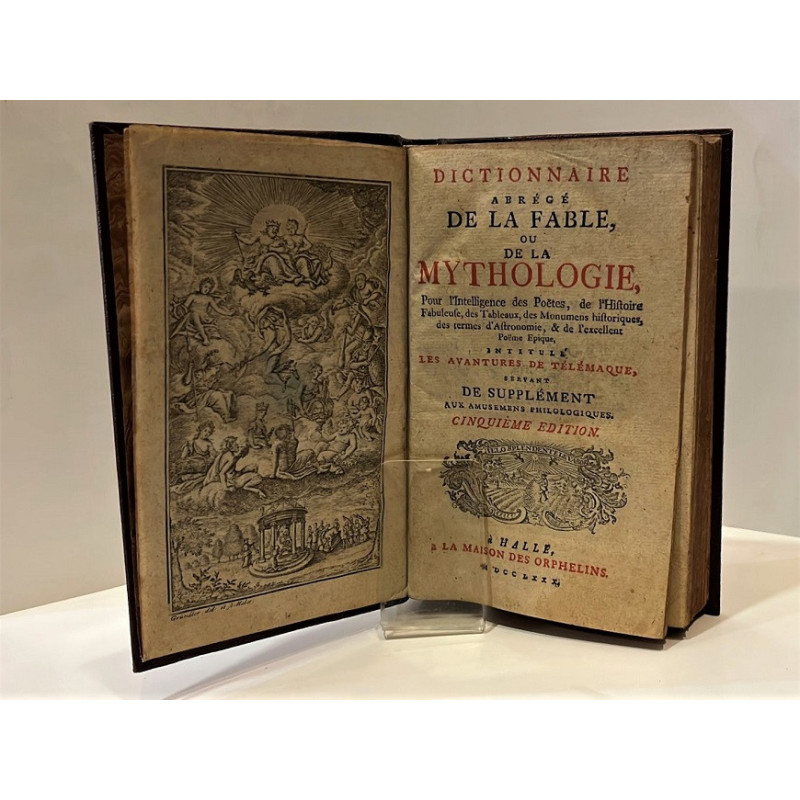 DICTIONNAIRE
ABRÉGÉ
DE LA FABLE,
OU
DE LA
MYTHOLOGIE,
Pour l'Intelligence des Poëtes, de l'Histoire
Fabuleuse, des Tableaux, des Monumens historiques,
des termes d'Astronomie, & de l'excellent
Poëme Epique,
INTITULÉ
LES AVANTURES DE TÉLÉMAQUE,
SERVANT
DE SUPPLÉMENT
AUX AMUSEMENS PHILOLOGIQUES.
CINQUIÉME EDITION.
à HALLE,
à LA MAISON DES ORPHELINS.
MDCCLXXX.